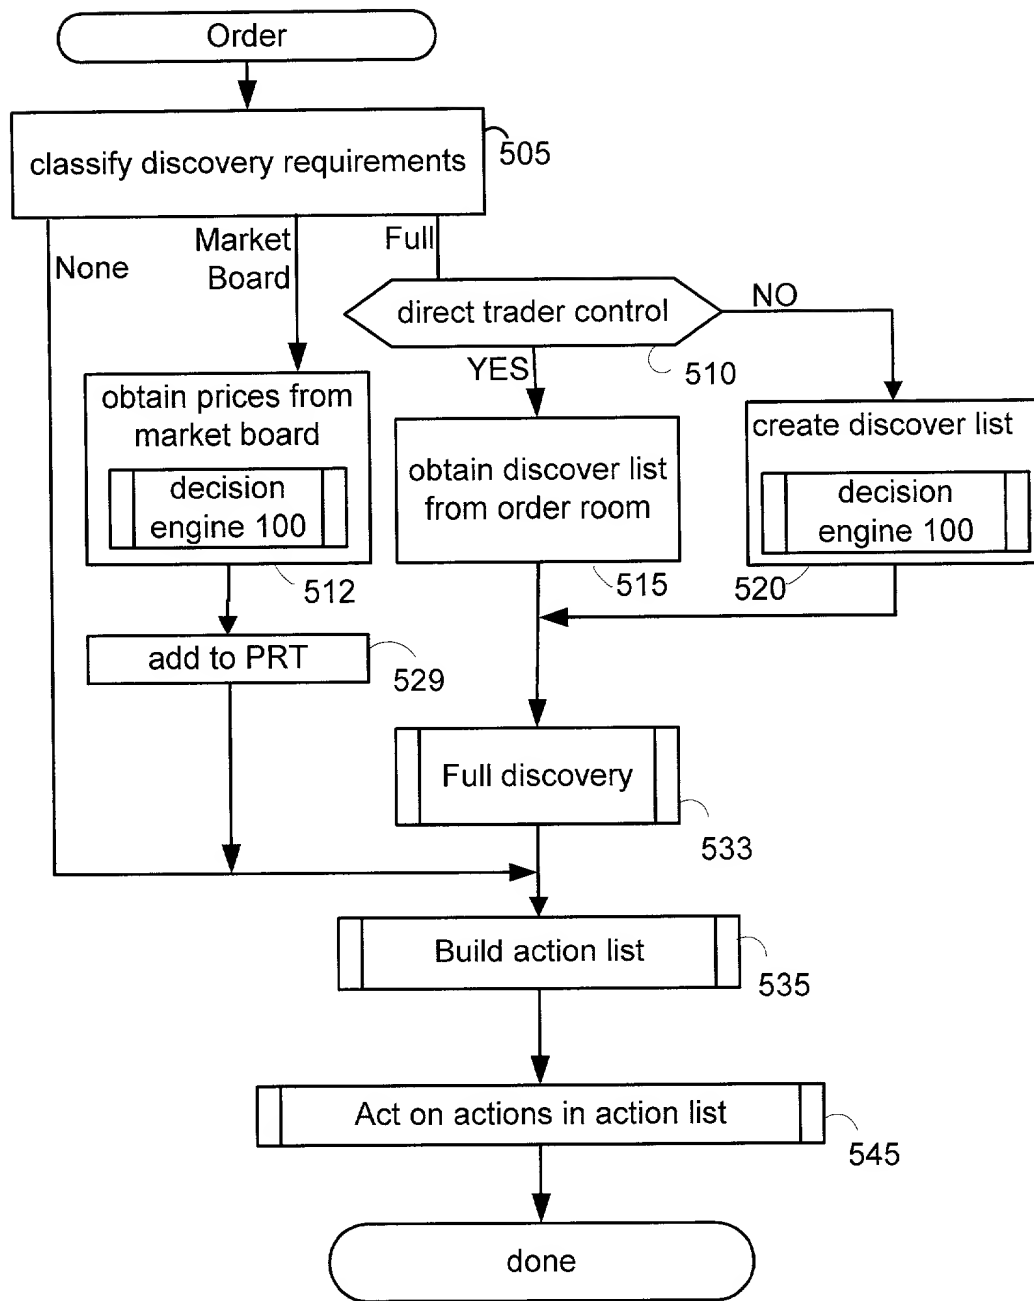 Order
classify discovery requirements
505
None
Market
Board
Full
direct trader control
NO
510
YES
obtain prices from
market board
decision
engine 100
512
obtain discover list
from order room
515
create discover list
decision
engine 100
520
add to PRT
529
Full discovery
533
Build action list
535
Act on actions in action list
545
done